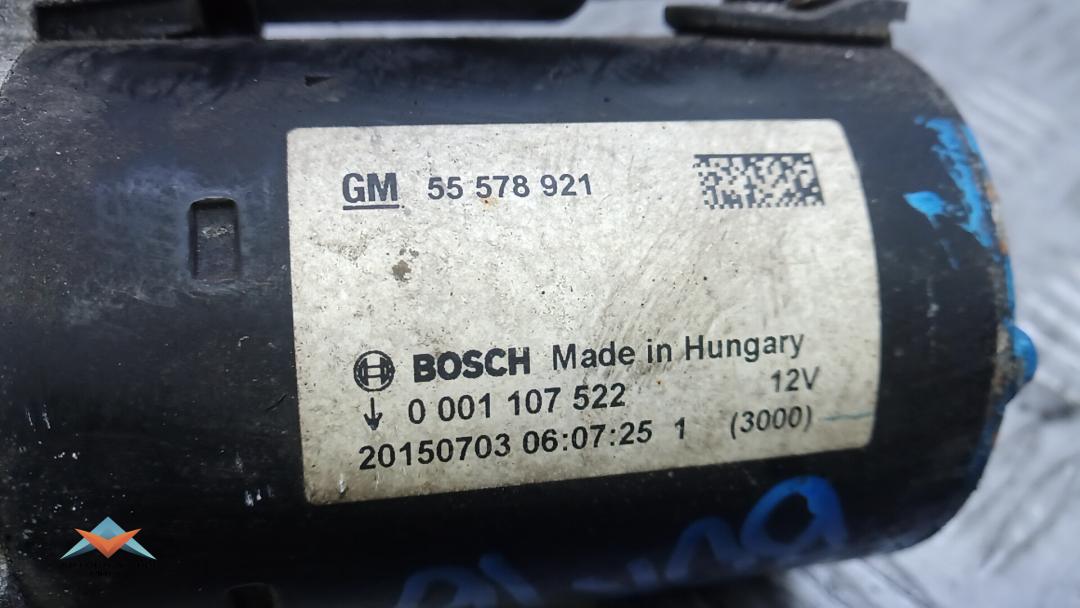 GM 55 578 921
BOSCH Made in Hungary
↓ 0 001 107 522 12V
20150703 06:07:25 1 (3000)